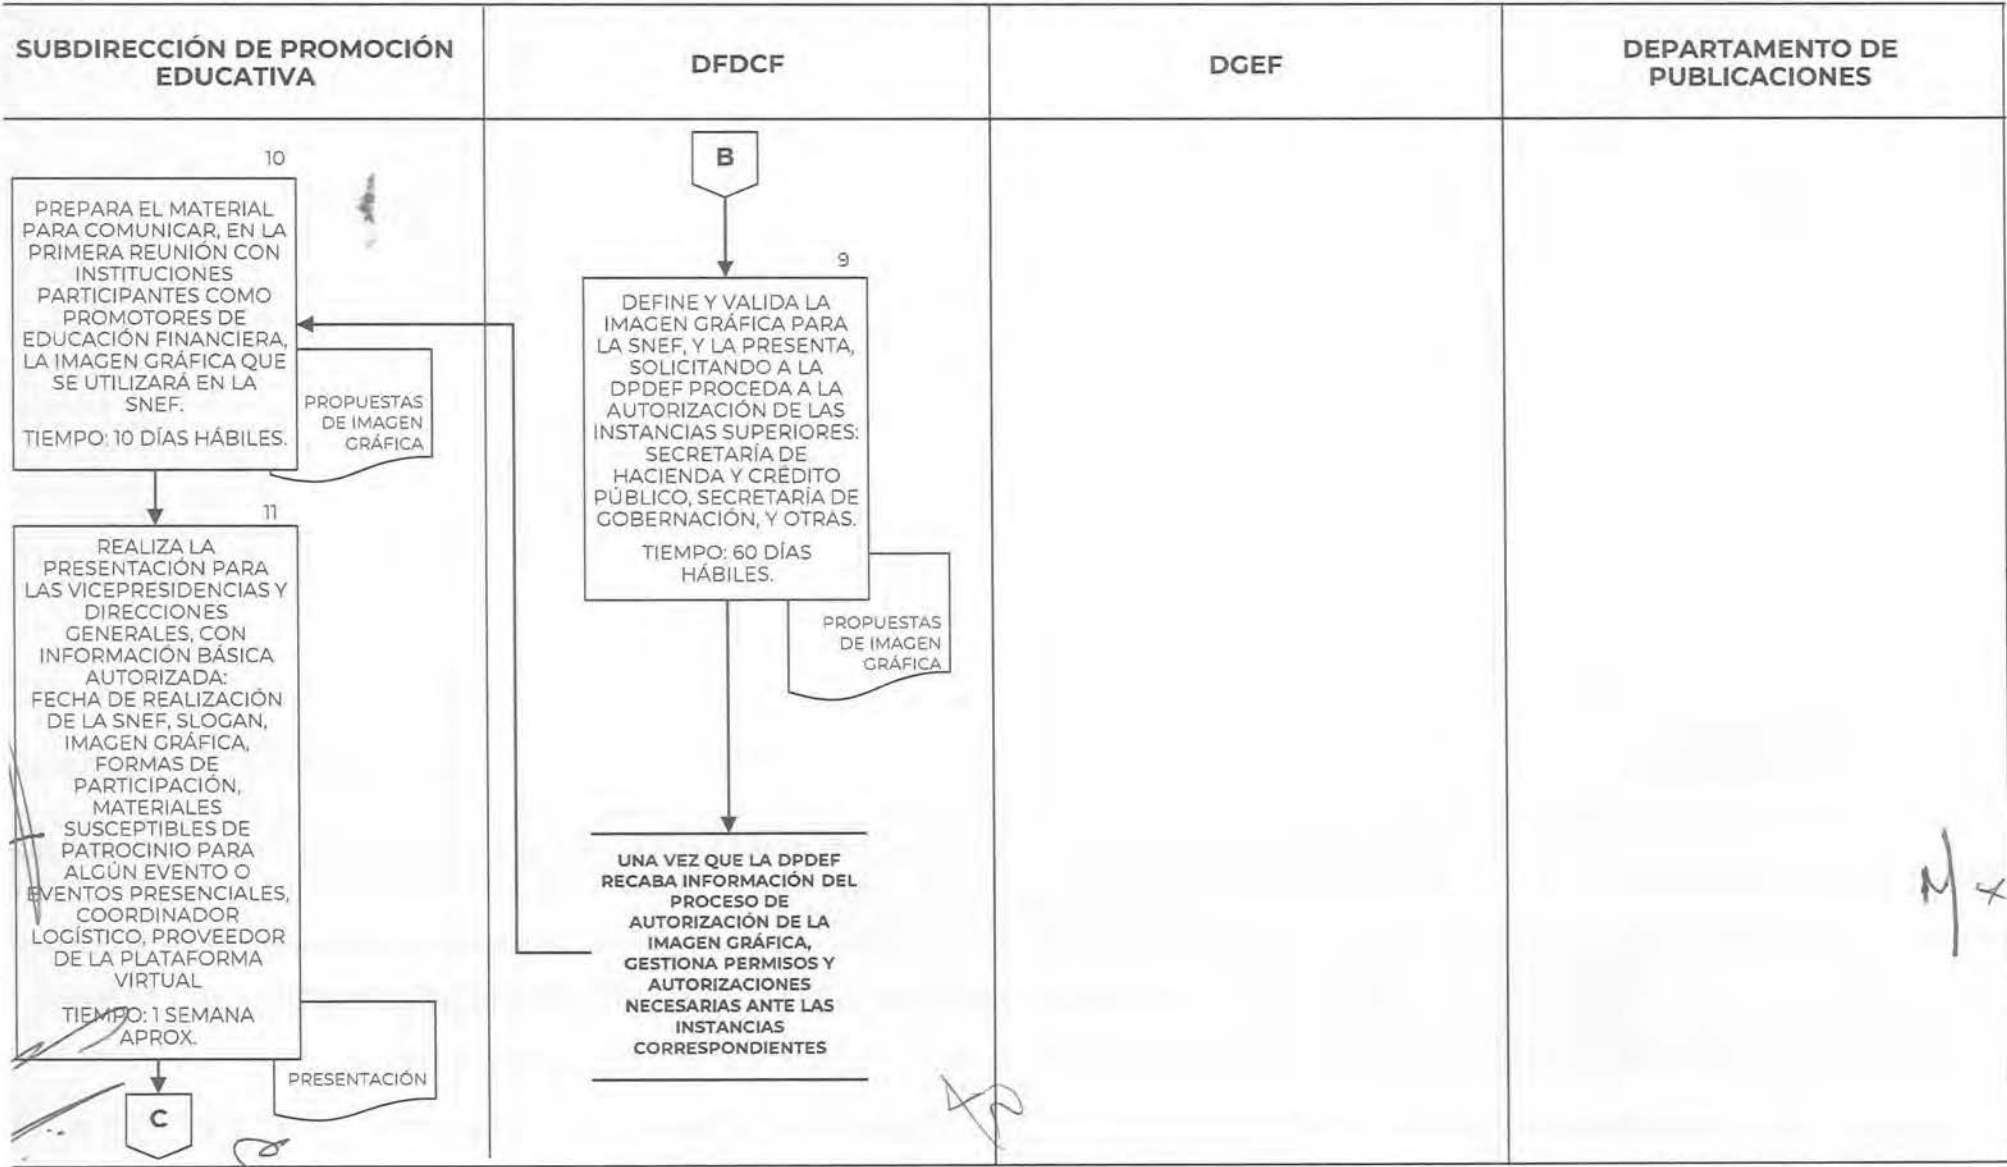 SUBDIRECCIÓN DE PROMOCIÓN
EDUCATIVA
DFDCF
DGEF
DEPARTAMENTO DE
PUBLICACIONES
B
9
DEFINE Y VALIDA LA
IMAGEN GRÁFICA PARA
LA SNEF, Y LA PRESENTA,
SOLICITANDO A LA
DPDEF PROCEDA A LA
AUTORIZACIÓN DE LAS
INSTANCIAS SUPERIORES:
SECRETARÍA DE
HACIENDA Y CRÉDITO
PÚBLICO, SECRETARÍA DE
GOBERNACIÓN, Y OTRAS.
TIEMPO: 60 DÍAS
HÁBILES.
PROPUESTAS
DE IMAGEN
GRÁFICA
UNA VEZ QUE LA DPDEF
RECABA INFORMACIÓN DEL
PROCESO DE
AUTORIZACIÓN DE LA
IMAGEN GRÁFICA,
GESTIONA PERMISOS Y
AUTORIZACIONES
NECESARIAS ANTE LAS
INSTANCIAS
CORRESPONDIENTES
10
PREPARA EL MATERIAL
PARA COMUNICAR, EN LA
PRIMERA REUNIÓN CON
INSTITUCIONES
PARTICIPANTES COMO
PROMOTORES DE
EDUCACIÓN FINANCIERA,
LA IMAGEN GRÁFICA QUE
SE UTILIZARÁ EN LA
SNEF.
TIEMPO: 10 DÍAS HÁBILES.
PROPUESTAS
DE IMAGEN
GRÁFICA
11
REALIZA LA
PRESENTACIÓN PARA
LAS VICEPRESIDENCIAS Y
DIRECCIONES
GENERALES, CON
INFORMACIÓN BÁSICA
AUTORIZADA:
FECHA DE REALIZACIÓN
DE LA SNEF, SLOGAN,
IMAGEN GRÁFICA,
FORMAS DE
PARTICIPACIÓN,
MATERIALES
SUSCEPTIBLES DE
PATROCINIO PARA
ALGÚN EVENTO O
EVENTOS PRESENCIALES,
COORDINADOR
LOGÍSTICO, PROVEEDOR
DE LA PLATAFORMA
VIRTUAL
TIEMPO: 1 SEMANA
APROX.
PRESENTACIÓN
C